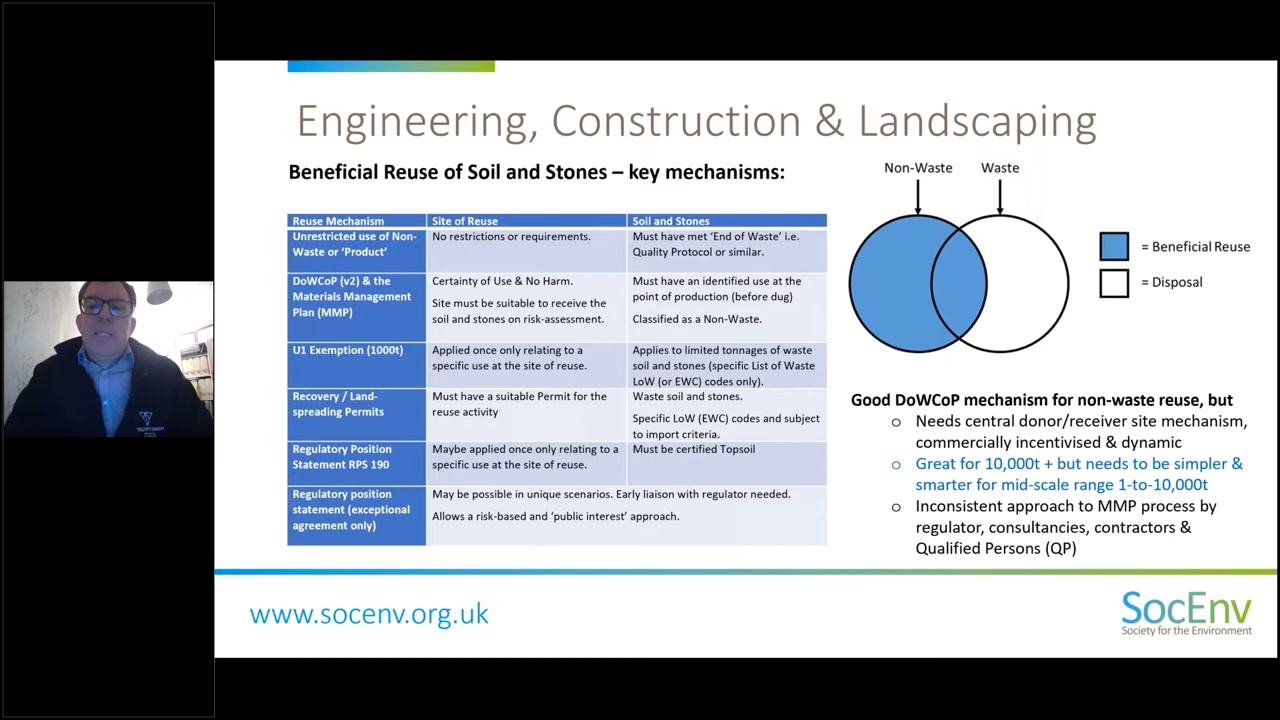 Engineering, Construction & Landscaping
Beneficial Reuse of Soil and Stones – key mechanisms:
Reuse Mechanism
Site of Reuse
Soil and Stones
Unrestricted use of Non-
Waste or ‘Product’
No restrictions or requirements.
Must have met ‘End of Waste’ i.e.
Quality Protocol or similar.
DoWCoP (v2) & the
Materials Management
Plan (MMP)
Certainty of Use & No Harm.
Site must be suitable to receive the
soil and stones on risk-assessment.
Must have an identified use at the
point of production (before dug)
Classified as a Non-Waste.
U1 Exemption (1000t)
Applied once only relating to a
specific use at the site of reuse.
Applies to limited tonnages of waste
soil and stones (specific List of Waste
LoW (or EWC) codes only).
Recovery / Land-
spreading Permits
Must have a suitable Permit for the
reuse activity
Waste soil and stones.
Specific LoW (EWC) codes and subject
to import criteria.
Regulatory Position
Statement RPS 190
Maybe applied once only relating to a
specific use at the site of reuse.
Must be certified Topsoil
Regulatory position
statement (exceptional
agreement only)
May be possible in unique scenarios. Early liaison with regulator needed.
Allows a risk-based and ‘public interest’ approach.
Non-Waste
Waste
= Beneficial Reuse
= Disposal
Good DoWCoP mechanism for non-waste reuse, but
o Needs central donor/receiver site mechanism,
commercially incentivised & dynamic
o Great for 10,000t + but needs to be simpler &
smarter for mid-scale range 1-to-10,000t
o Inconsistent approach to MMP process by
regulator, consultancies, contractors &
Qualified Persons (QP)
www.socenv.org.uk
SocEnv
Society for the Environment